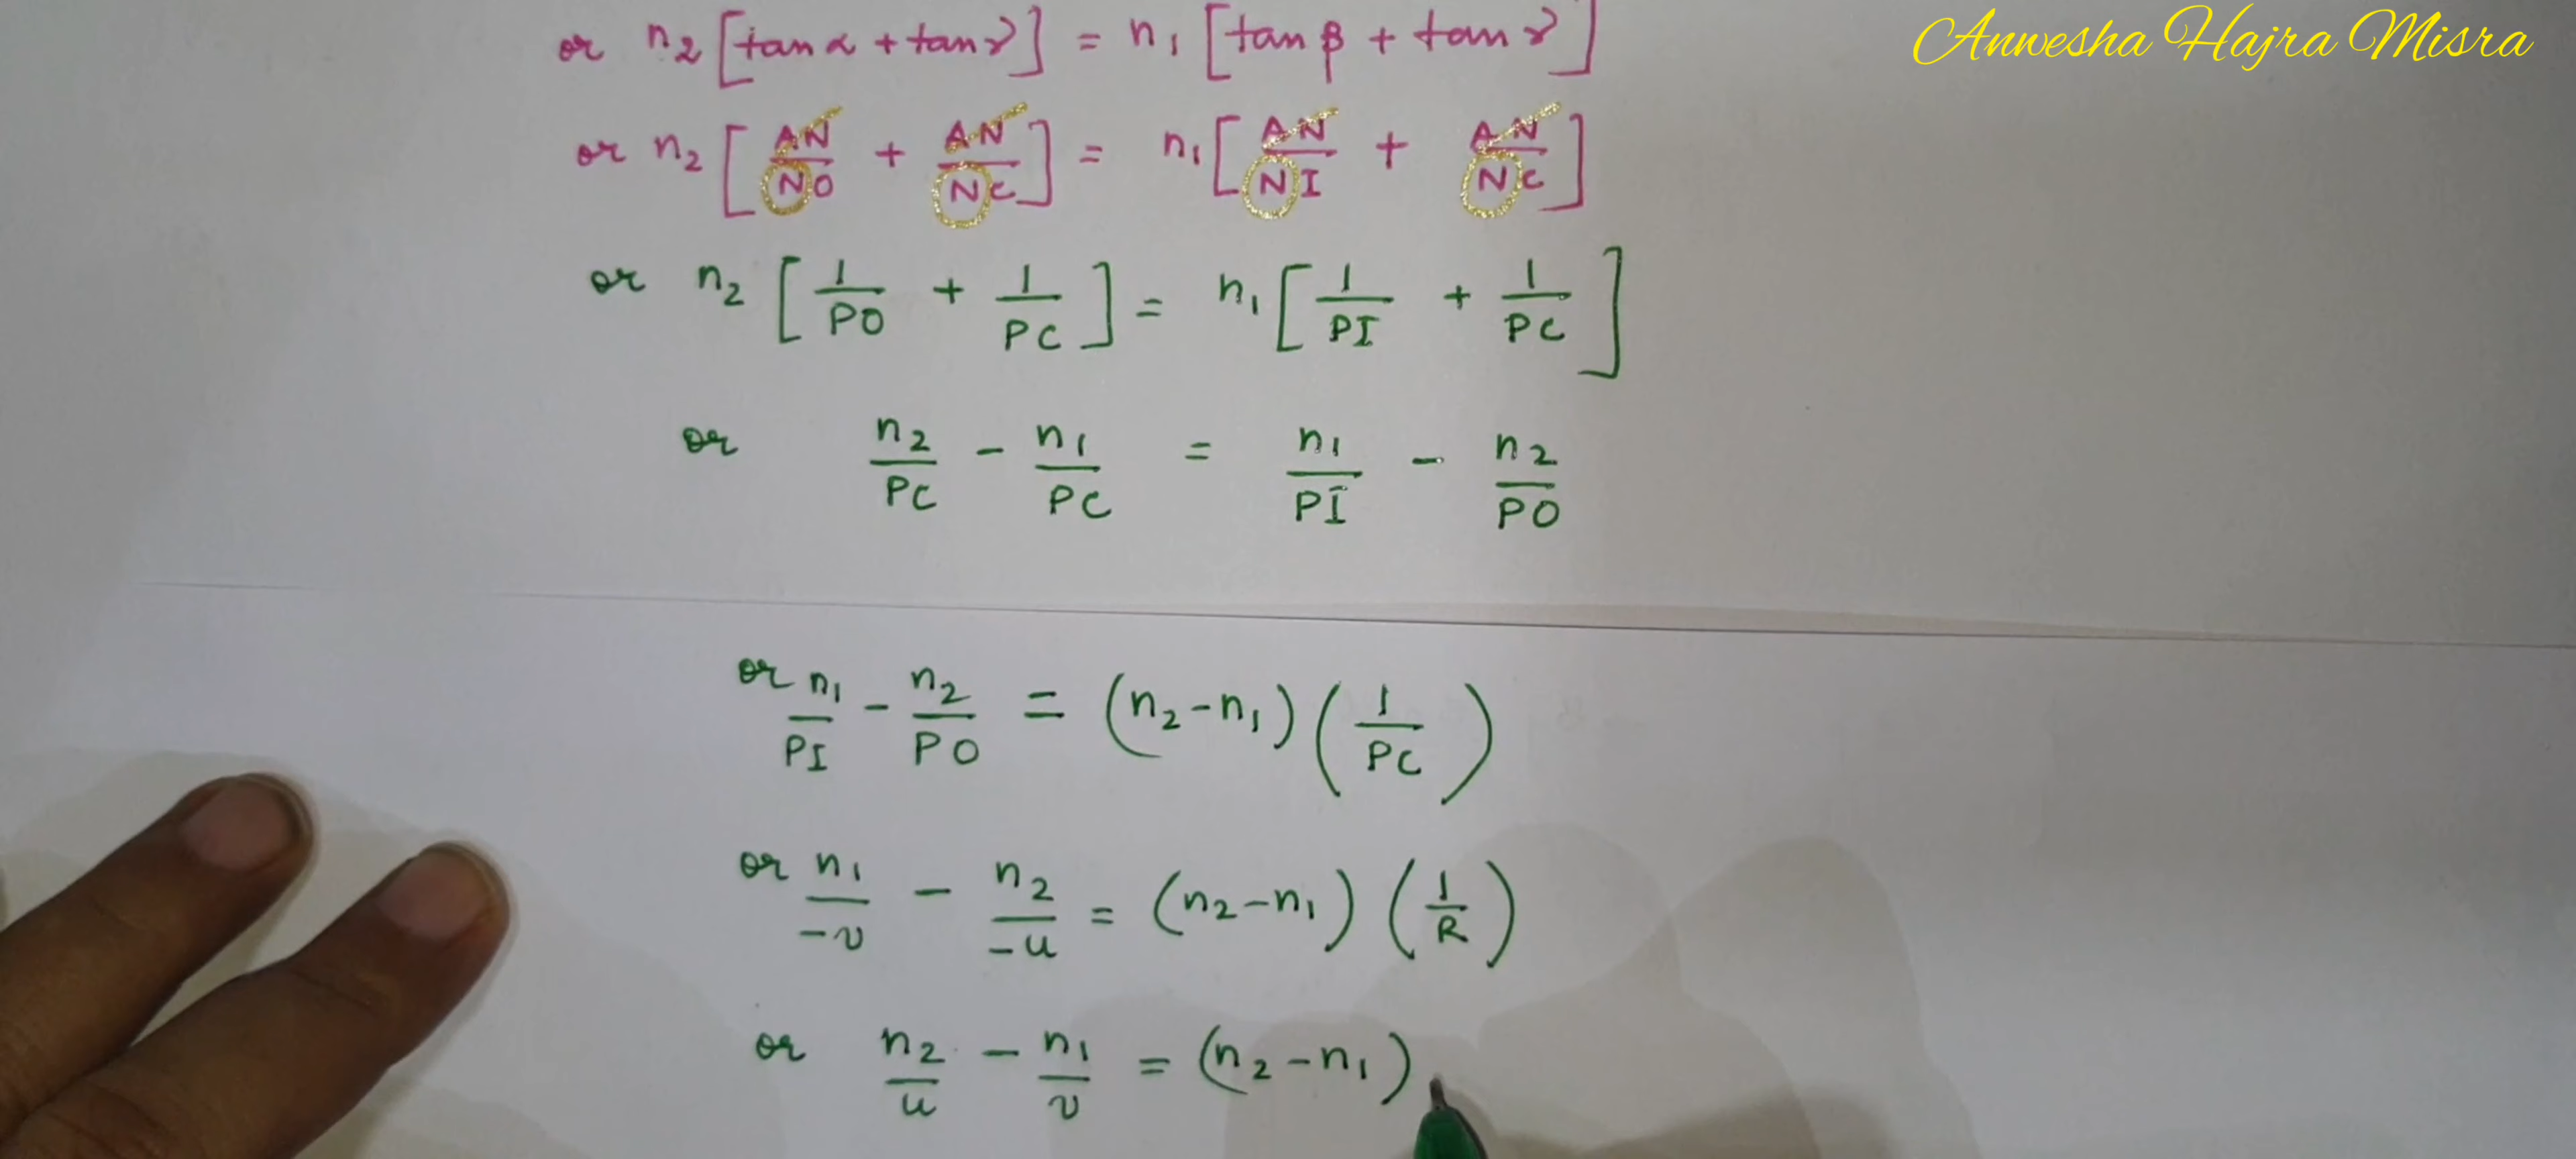 Anwesha Hajra Misra
or n₂ [tan α + tan γ] = n₁ [tan β + tan γ]
or n₂ [AN/NO + AN/NC] = n₁ [AN/NI + AN/NC]
or n₂ [1/PO + 1/PC] = n₁ [1/PI + 1/PC]
or n₂/PC - n₁/PC = n₁/PI - n₂/PO
or n₁/PI - n₂/PO = (n₂-n₁) (1/PC)
or n₁/-v - n₂/-u = (n₂-n₁) (1/R)
or n₂/u - n₁/v = (n₂-n₁)